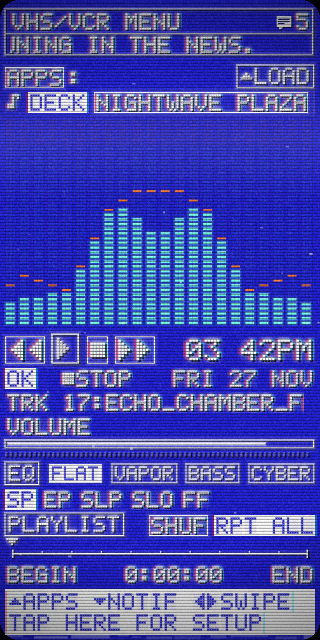 VHS/VCR MENU 5
NING IN THE NEWS.
APPS: LOAD
DECK NIGHTWAVE PLAZA
03 42PM
OK STOP FRI 27 NOV
TRK 17:ECHO_CHAMBER_F
VOLUME
EQ FLAT VAPOR BASS CYBER
SP EP SLP SLO FF
PLAYLIST SHUF RPT ALL
BEGIN 0:00:00 END
APPS NOTIF SWIPE
TAP HERE FOR SETUP